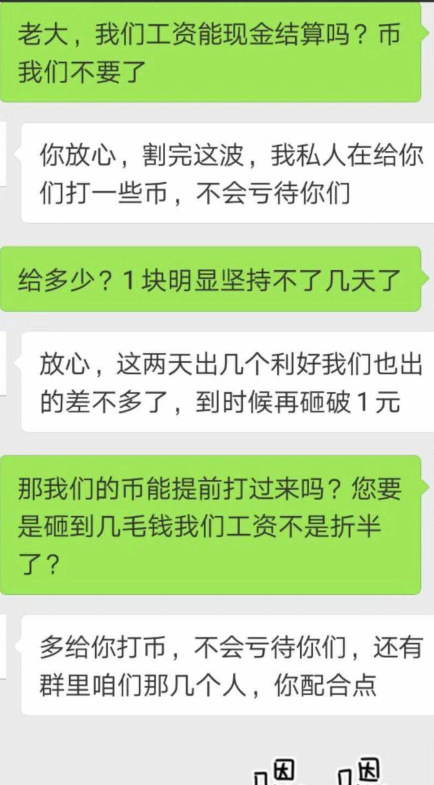 老大，我们工资能现金结算吗？币
我们不要了
你放心，割完这波，我私人在给你
们打一些币，不会亏待你们
给多少？1块明显坚持不了几天了
放心，这两天出几个利好我们也出
的差不多了，到时候再砸破1元
那我们的币能提前打过来吗？您要
是砸到几毛钱我们工资不是折半
了？
多给你打币，不会亏待你们，还有
群里咱们那几个人，你配合点